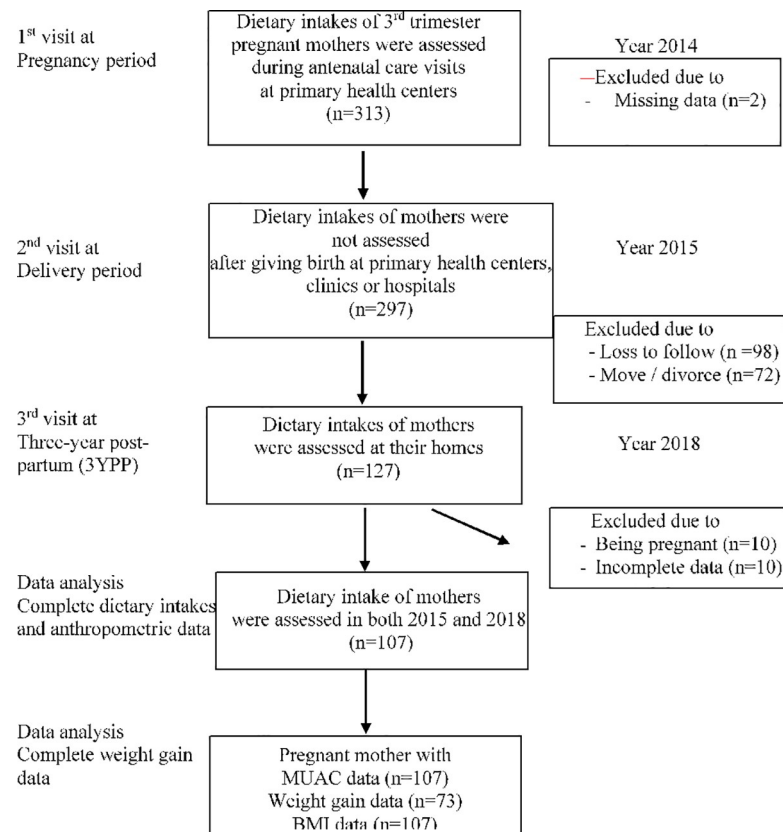 1st visit at
Pregnancy period
Dietary intakes of 3rd trimester
pregnant mothers were assessed
during antenatal care visits
at primary health centers
(n=313)
Year 2014
—Excluded due to
- Missing data (n=2)
2nd visit at
Delivery period
Dietary intakes of mothers were
not assessed
after giving birth at primary health centers,
clinics or hospitals
(n=297)
Year 2015
Excluded due to
- Loss to follow (n =98)
- Move / divorce (n=72)
3rd visit at
Three-year post-
partum (3YPP)
Dietary intakes of mothers
were assessed at their homes
(n=127)
Year 2018
Excluded due to
- Being pregnant (n=10)
- Incomplete data (n=10)
Data analysis
Complete dietary intakes
and anthropometric data
Dietary intake of mothers
were assessed in both 2015 and 2018
(n=107)
Data analysis
Complete weight gain
data
Pregnant mother with
MUAC data (n=107)
Weight gain data (n=73)
BMI data (n=107)